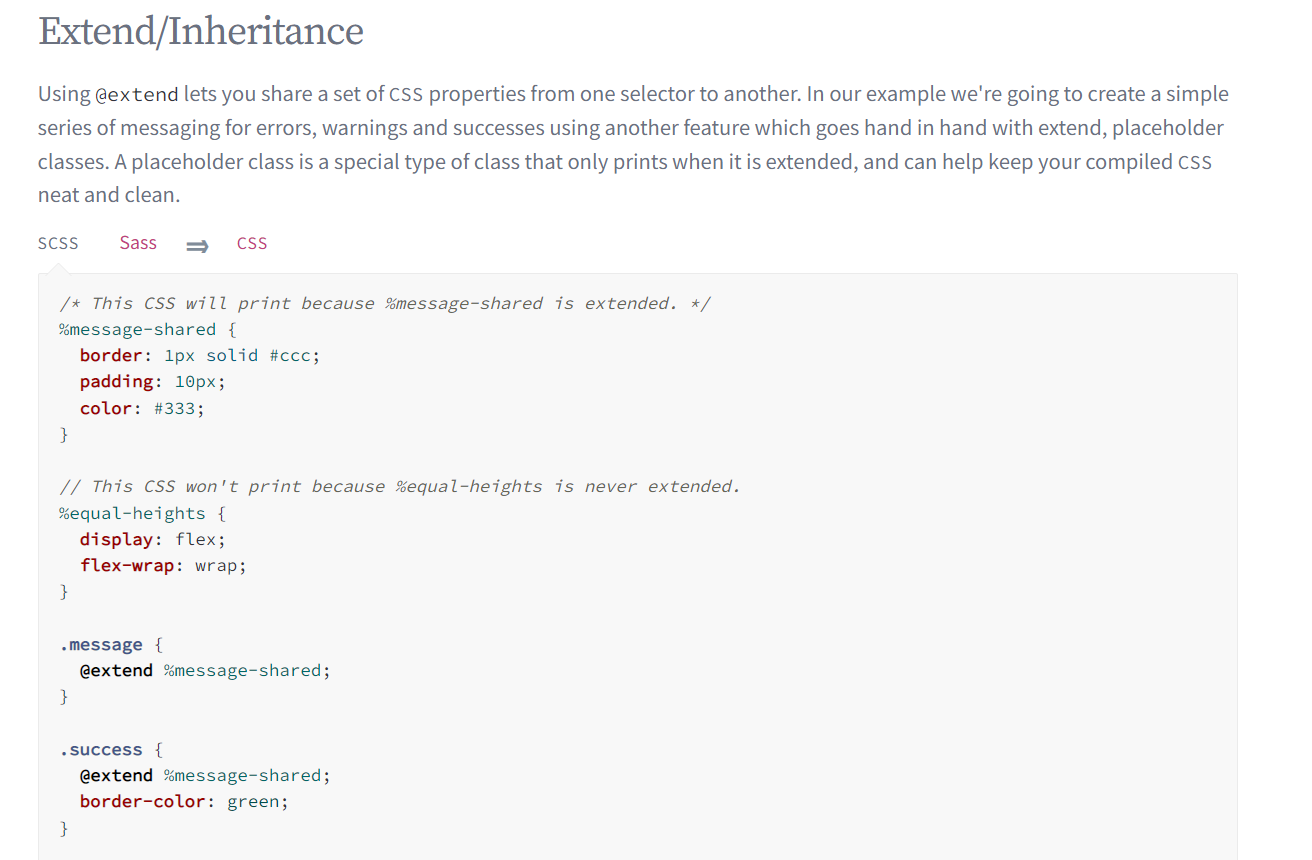 Extend/Inheritance
Using @extend lets you share a set of CSS properties from one selector to another. In our example we're going to create a simple
series of messaging for errors, warnings and successes using another feature which goes hand in hand with extend, placeholder
classes. A placeholder class is a special type of class that only prints when it is extended, and can help keep your compiled CSS
neat and clean.
SCSS Sass ⇒ CSS
/* This CSS will print because %message-shared is extended. */
%message-shared {
  border: 1px solid #ccc;
  padding: 10px;
  color: #333;
}

// This CSS won't print because %equal-heights is never extended.
%equal-heights {
  display: flex;
  flex-wrap: wrap;
}

.message {
  @extend %message-shared;
}

.success {
  @extend %message-shared;
  border-color: green;
}